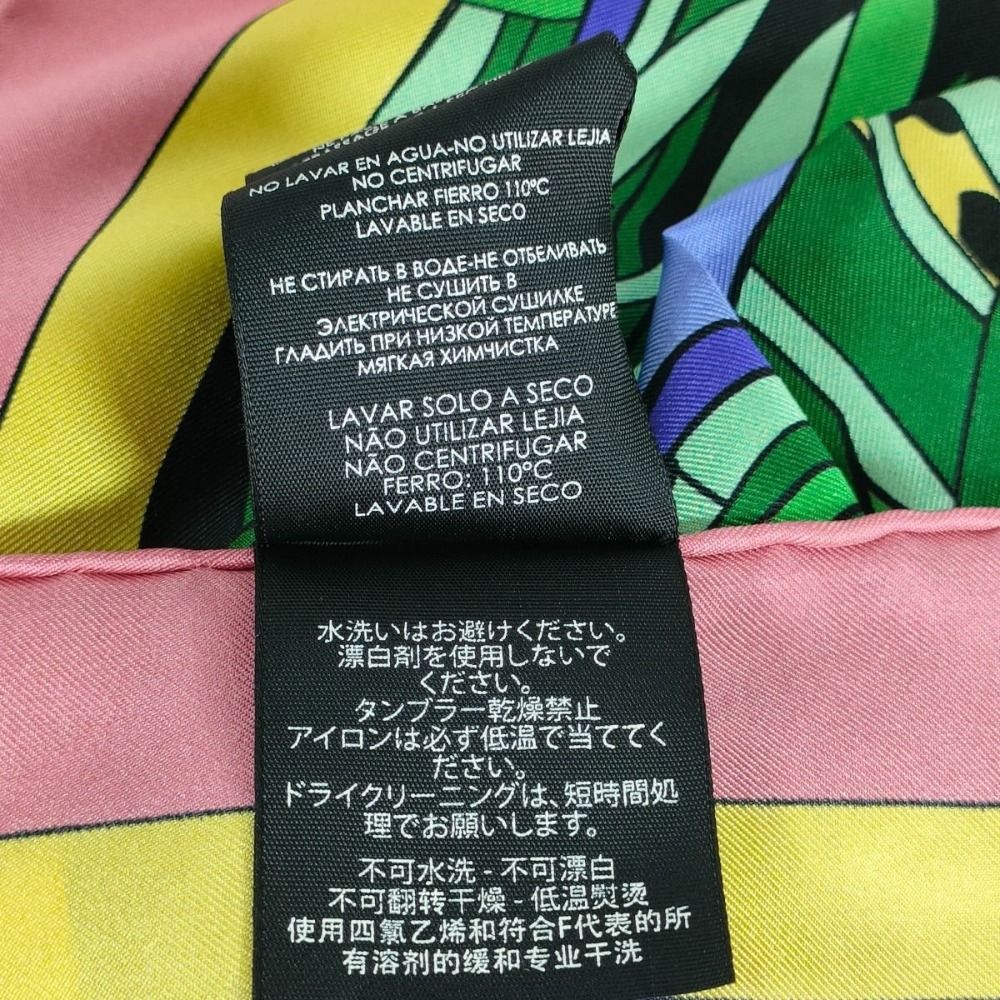 NO LAVAR EN AGUA-NO UTILIZAR LEJIA
NO CENTRIFUGAR
PLANCHAR FIERRO 110ºC
LAVABLE EN SECO
НЕ СТИРАТЬ В ВОДЕ-НЕ ОТБЕЛИВАТЬ
НЕ СУШИТЬ В
ЭЛЕКТРИЧЕСКОЙ СУШИЛКЕ
ГЛАДИТЬ ПРИ НИЗКОЙ ТЕМПЕРАТУРЕ
МЯГКАЯ ХИМЧИСТКА
LAVAR SOLO A SECO
NÃO UTILIZAR LEJIA
NÃO CENTRIFUGAR
FERRO: 110ºC
LAVABLE EN SECO
水洗いはお避けください。
漂白剤を使用しないで
ください。
タンブラー乾燥禁止
アイロンは必ず低温で当ててく
ださい。
ドライクリーニングは、短時間処
理でお願いします。
不可水洗 - 不可漂白
不可翻转干燥 - 低温熨烫
使用四氯乙烯和符合F代表的所
有溶剂的缓和专业干洗